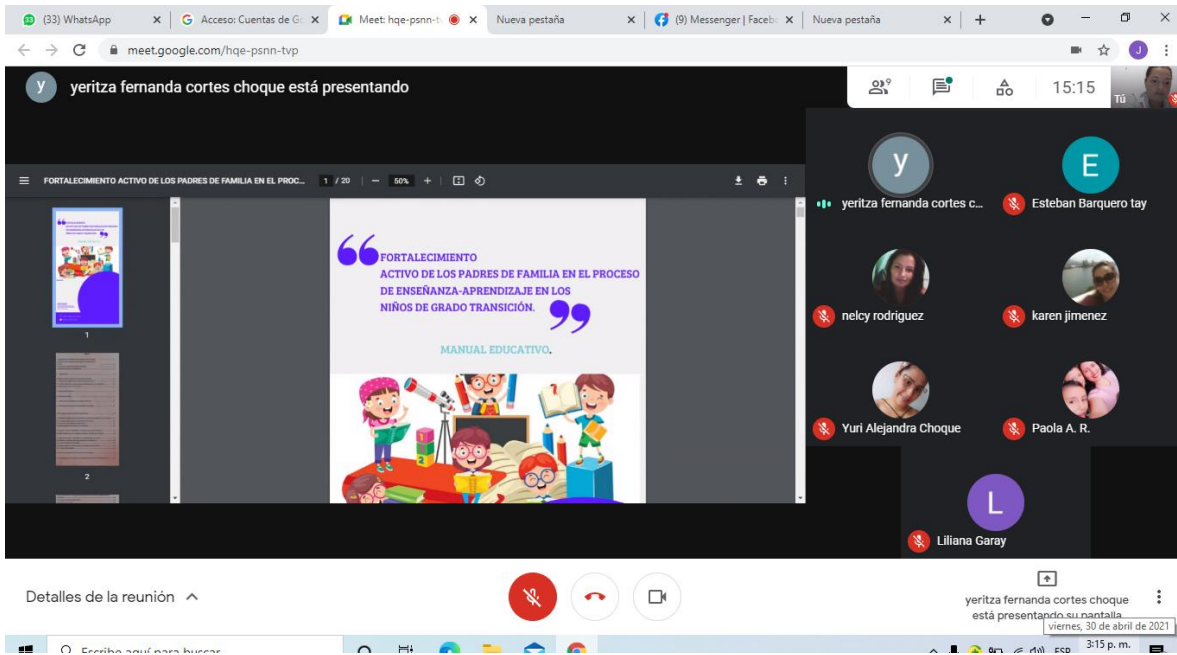 (33) WhatsApp
Acceso: Cuentas de Go
Meet: hqe-psnn-t
Nueva pestaña
(9) Messenger | Facebo
Nueva pestaña
meet.google.com/hqe-psnn-tvp
J
y
yeritza fernanda cortes choque está presentando
9
15:15
Tú
FORTALECIMIENTO ACTIVO DE LOS PADRES DE FAMILIA EN EL PROC...
1 / 20
50%
FORTALECIMIENTO
ACTIVO DE LOS PADRES DE FAMILIA EN EL PROCESO
DE ENSEÑANZA-APRENDIZAJE EN LOS
NIÑOS DE GRADO TRANSICIÓN.
MANUAL EDUCATIVO.
1
2
y
yeritza fernanda cortes c...
E
Esteban Barquero tay
nelcy rodriguez
karen jimenez
Yuri Alejandra Choque
Paola A. R.
L
Liliana Garay
Detalles de la reunión
yeritza fernanda cortes choque
está presentando su pantalla
viernes, 30 de abril de 2021
Escribe aquí para buscar
ESP
3:15 p. m.